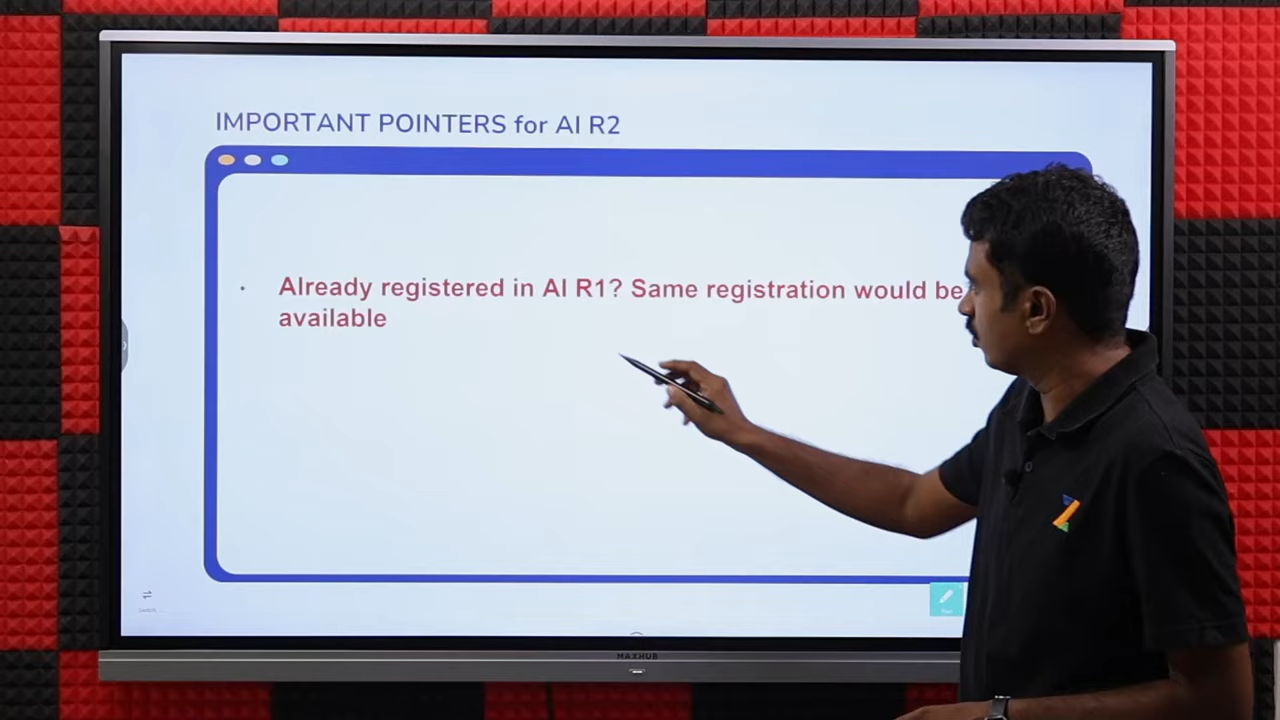 IMPORTANT POINTERS for AI R2
· Already registered in AI R1? Same registration would be
available
MAXHUB